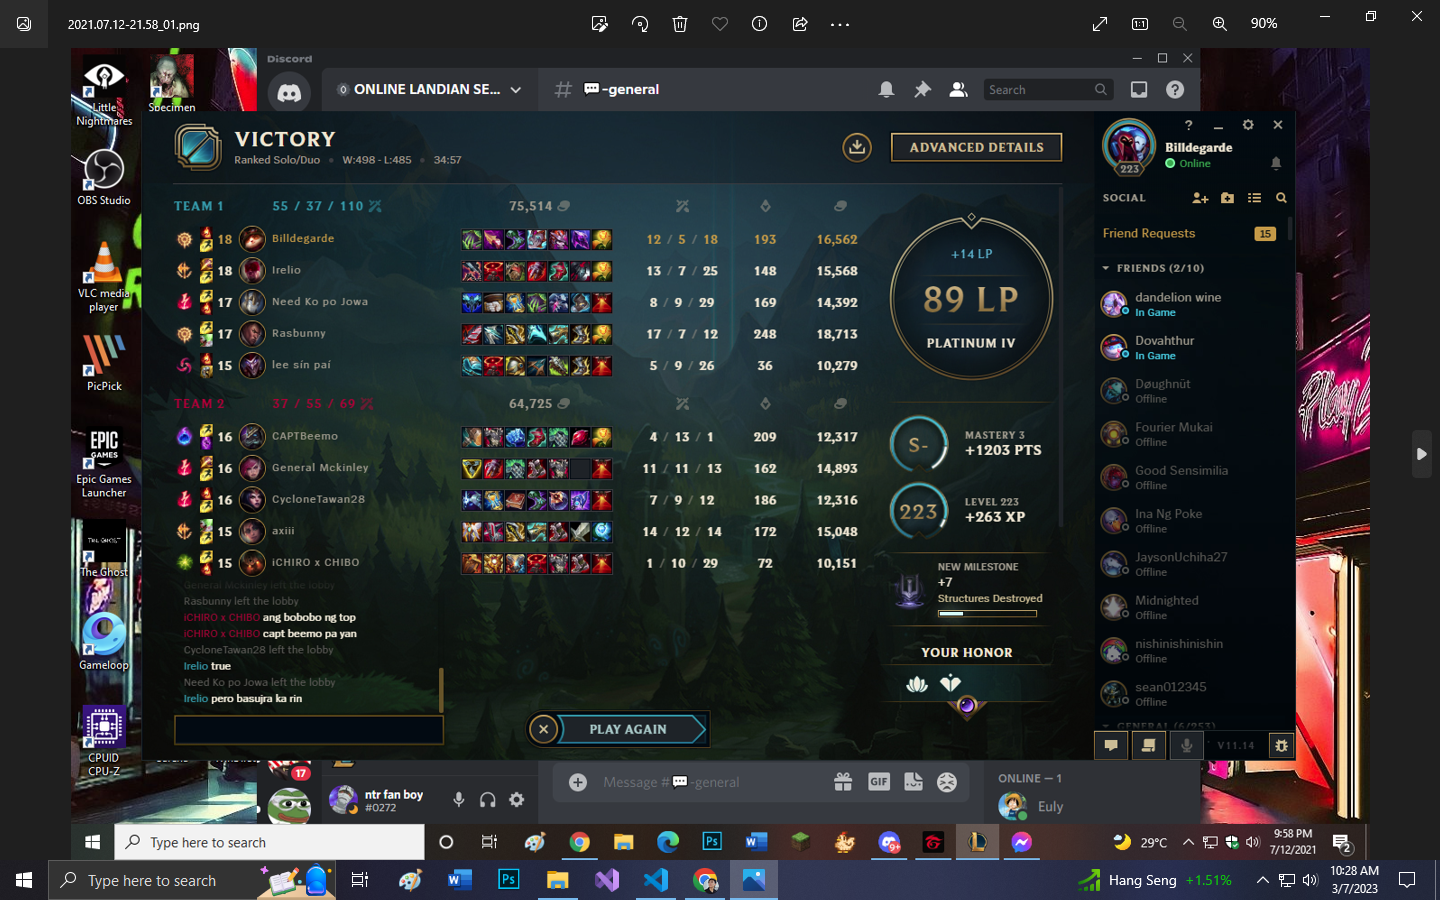 2021.07.12-21.58_01.png
90%
Little Nightmares
Specimen
OBS Studio
VLC media player
PicPick
EPIC GAMES
Epic Games Launcher
THE GHOST
The Ghost
Gameloop
CPUID CPU-Z
Discord
0 ONLINE LANDIAN SE...
# 💬-general
Search
VICTORY
Ranked Solo/Duo • W:498 - L:485 • 34:57
ADVANCED DETAILS
TEAM 1 55 / 37 / 110 75,514
18 Billdegarde 12 / 5 / 18 193 16,562
18 Irelio 13 / 7 / 25 148 15,568
17 Need Ko po Jowa 8 / 9 / 29 169 14,392
17 Rasbunny 17 / 7 / 12 248 18,713
15 lee sín paí 5 / 9 / 26 36 10,279
TEAM 2 37 / 55 / 69 64,725
16 CAPTBeemo 4 / 13 / 1 209 12,317
16 General Mckinley 11 / 11 / 13 162 14,893
16 CycloneTawan28 7 / 9 / 12 186 12,316
15 axiii 14 / 12 / 14 172 15,048
15 iCHIRO x CHIBO 1 / 10 / 29 72 10,151
General Mckinley left the lobby
Rasbunny left the lobby
iCHIRO x CHIBO ang bobobo ng top
iCHIRO x CHIBO capt beemo pa yan
CycloneTawan28 left the lobby
Irelio true
Need Ko po Jowa left the lobby
Irelio pero basujra ka rin
PLAY AGAIN
+14 LP
89 LP
PLATINUM IV
S-
MASTERY 3
+1203 PTS
223
LEVEL 223
+263 XP
NEW MILESTONE
+7
Structures Destroyed
YOUR HONOR
223
Billdegarde
Online
SOCIAL
Friend Requests 15
FRIENDS (2/10)
dandelion wine
In Game
Dovahthur
In Game
Døughnüt
Offline
Fourier Mukai
Offline
Good Sensimilia
Offline
Ina Ng Poke
Offline
JaysonUchiha27
Offline
Midnighted
Offline
nishinishinishin
Offline
sean012345
Offline
GENERAL (6/253)
V11.14
17
ntr fan boy
#0272
Message #💬-general
GIF
ONLINE — 1
Euly
Type here to search
Ps
W
9+
29°C
9:58 PM
7/12/2021
2
Type here to search
W
Ps
Hang Seng +1.51%
10:28 AM
3/7/2023